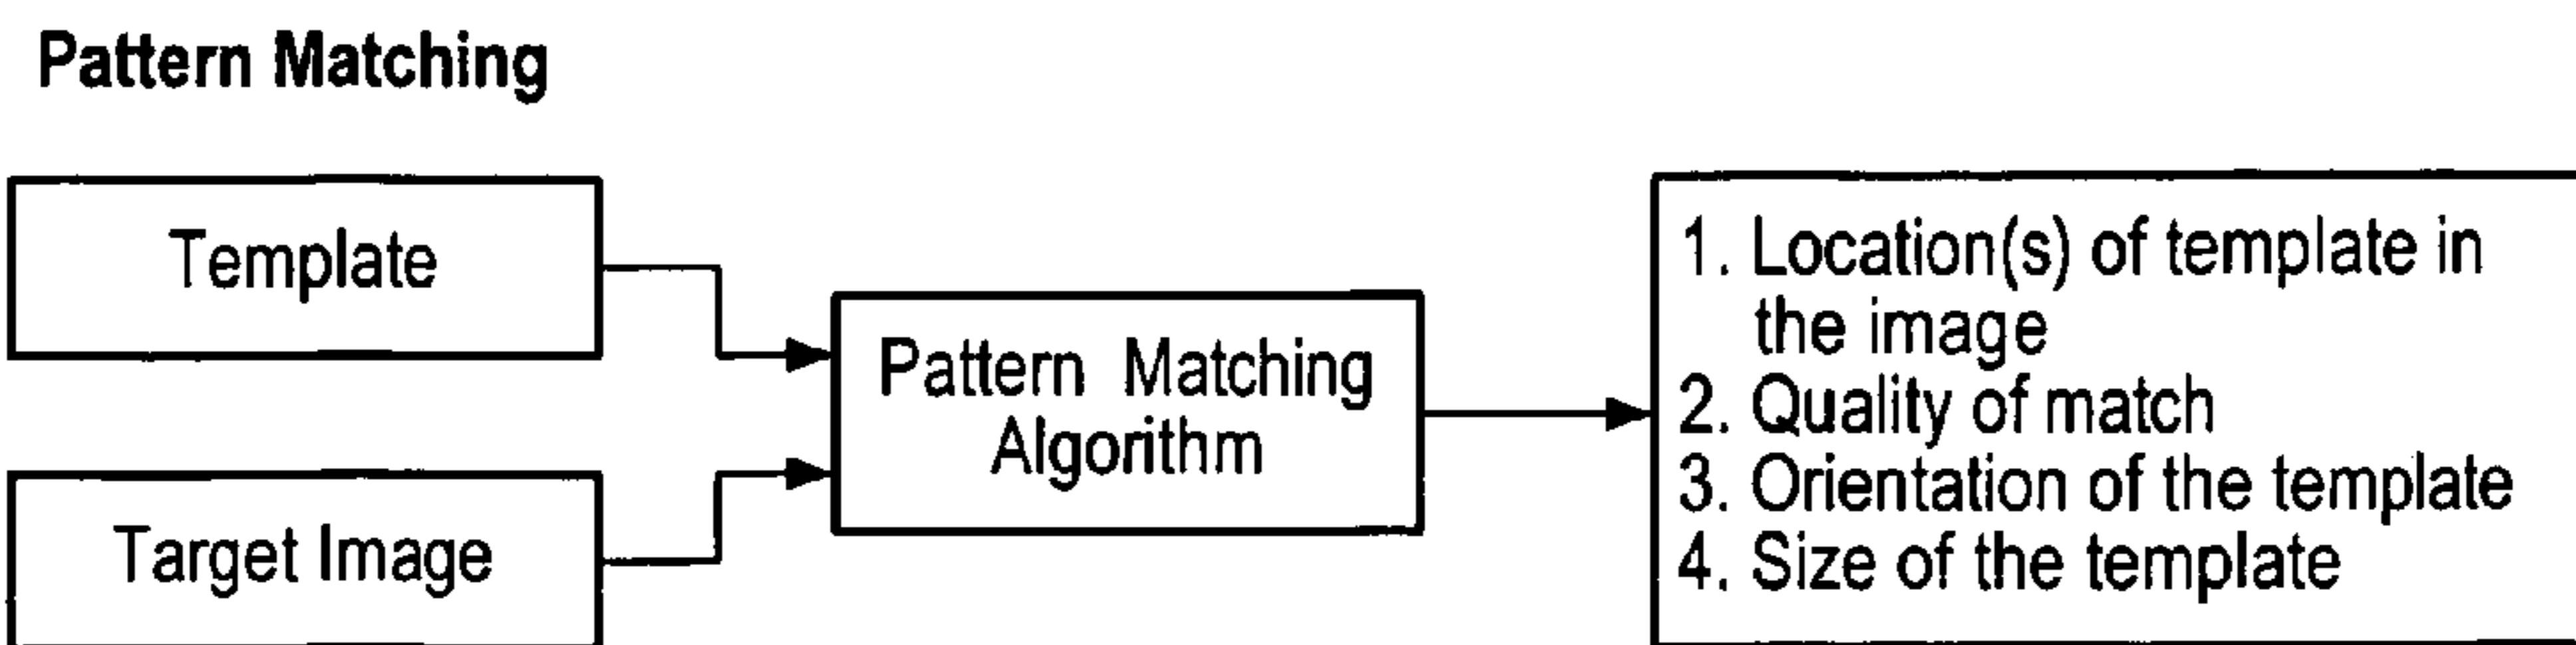 Pattern Matching
Template
Target Image
Pattern Matching
Algorithm
1. Location(s) of template in
the image
2. Quality of match
3. Orientation of the template
4. Size of the template